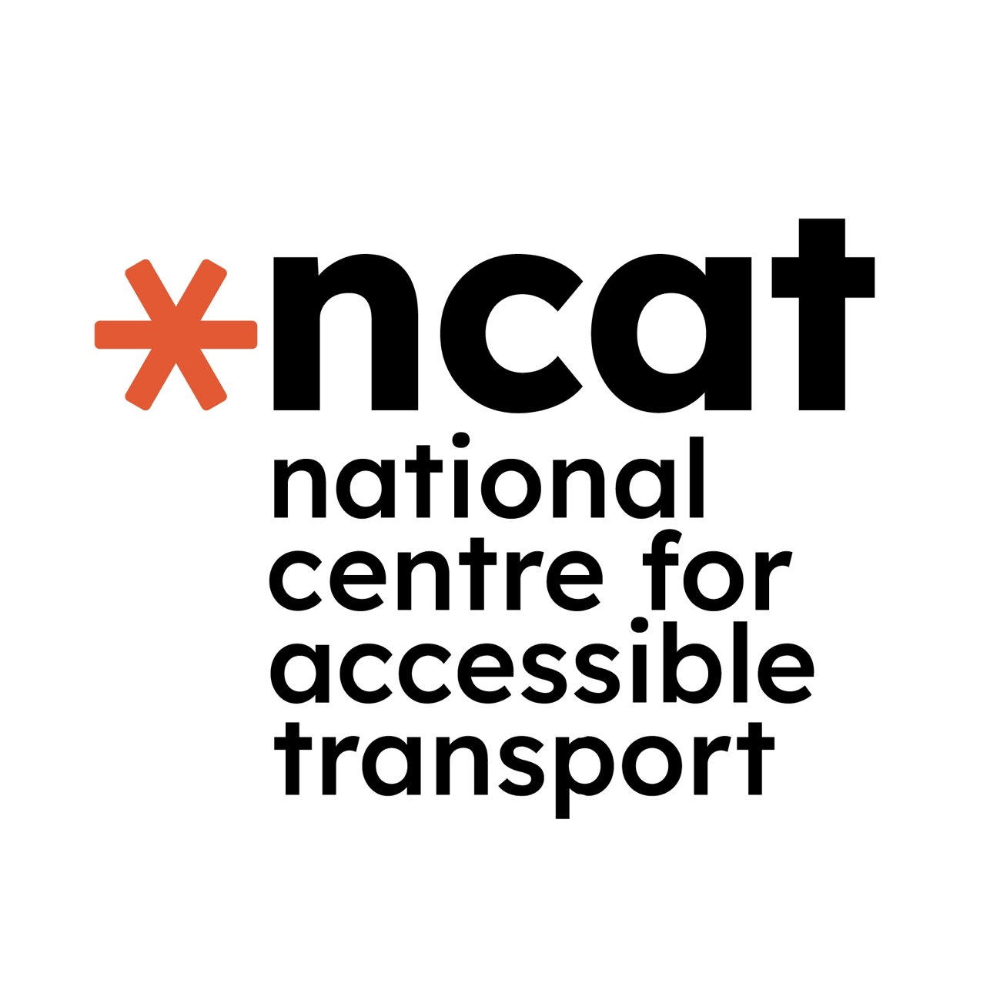 *ncat
national
centre for
accessible
transport